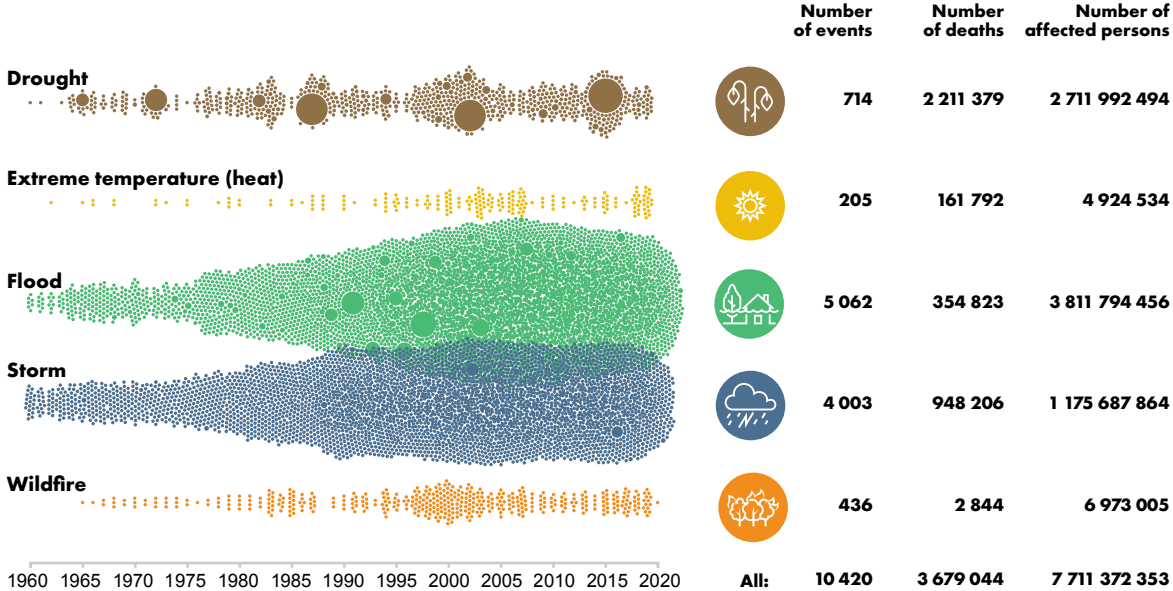 Number of events
Number of deaths
Number of affected persons
Drought
714 2 211 379 2 711 992 494
Extreme temperature (heat)
205 161 792 4 924 534
Flood
5 062 354 823 3 811 794 456
Storm
4 003 948 206 1 175 687 864
Wildfire
436 2 844 6 973 005
1960 1965 1970 1975 1980 1985 1990 1995 2000 2005 2010 2015 2020
All: 10 420 3 679 044 7 711 372 353